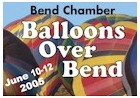 Bend Chamber
Balloons
Over
Bend
June 10-12
2005